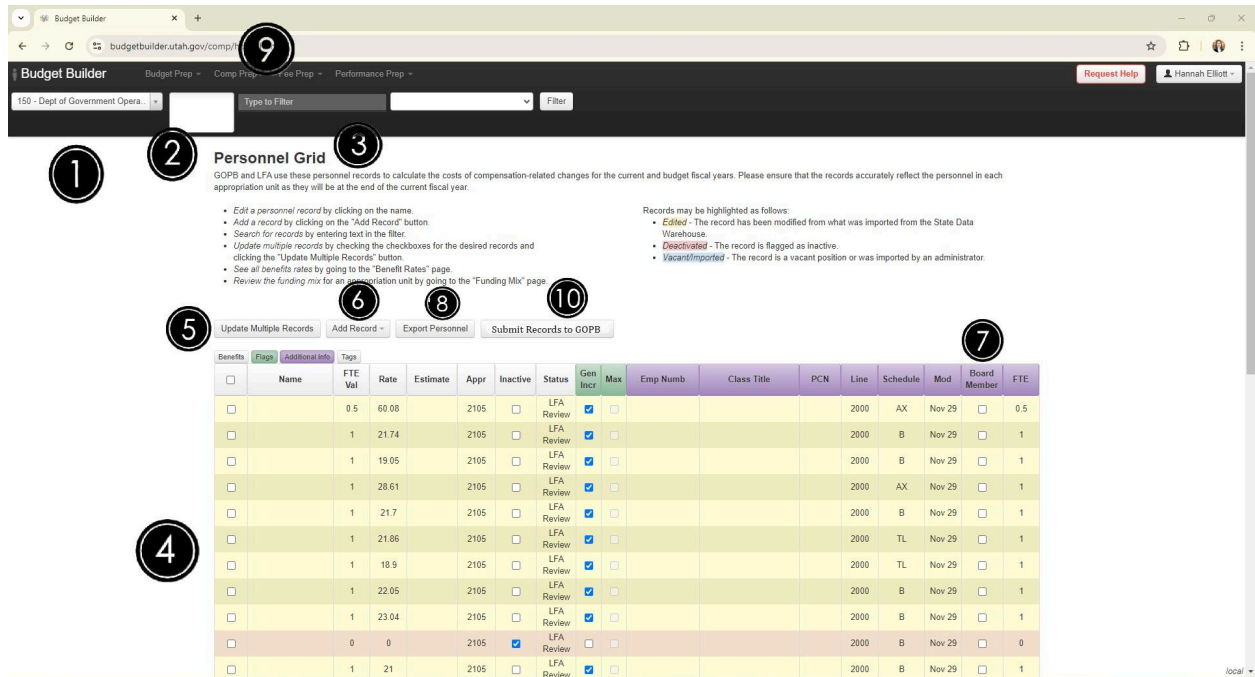 Budget Builder
budgetbuilder.utah.gov/comp/h
9
Budget Builder Budget Prep Comp Prep Fee Prep Performance Prep Request Help Hannah Elliott
150 - Dept of Government Opera.. Type to Filter Filter
1
2
3
Personnel Grid
GOPB and LFA use these personnel records to calculate the costs of compensation-related changes for the current and budget fiscal years. Please ensure that the records accurately reflect the personnel in each
appropriation unit as they will be at the end of the current fiscal year.
• Edit a personnel record by clicking on the name.
• Add a record by clicking on the "Add Record" button.
• Search for records by entering text in the filter.
• Update multiple records by checking the checkboxes for the desired records and
clicking the "Update Multiple Records" button.
• See all benefits rates by going to the "Benefit Rates" page.
• Review the funding mix for an appropriation unit by going to the "Funding Mix" page.
Records may be highlighted as follows:
• Edited - The record has been modified from what was imported from the State Data
Warehouse.
• Deactivated - The record is flagged as inactive.
• Vacant/Imported - The record is a vacant position or was imported by an administrator.
6
8
10
5
Update Multiple Records Add Record Export Personnel Submit Records to GOPB
7
Benefits Flags Additional Info Tags
Name FTE Val Rate Estimate Appr Inactive Status Gen Incr Max Emp Numb Class Title PCN Line Schedule Mod Board Member FTE
0.5 60.08 2105 LFA Review 2000 AX Nov 29 0.5
1 21.74 2105 LFA Review 2000 B Nov 29 1
1 19.05 2105 LFA Review 2000 B Nov 29 1
1 28.61 2105 LFA Review 2000 AX Nov 29 1
1 21.7 2105 LFA Review 2000 B Nov 29 1
4
1 21.86 2105 LFA Review 2000 TL Nov 29 1
1 18.9 2105 LFA Review 2000 TL Nov 29 1
1 22.05 2105 LFA Review 2000 B Nov 29 1
1 23.04 2105 LFA Review 2000 B Nov 29 1
0 0 2105 LFA Review 2000 B Nov 29 0
1 21 2105 LFA Review 2000 B Nov 29 1
local